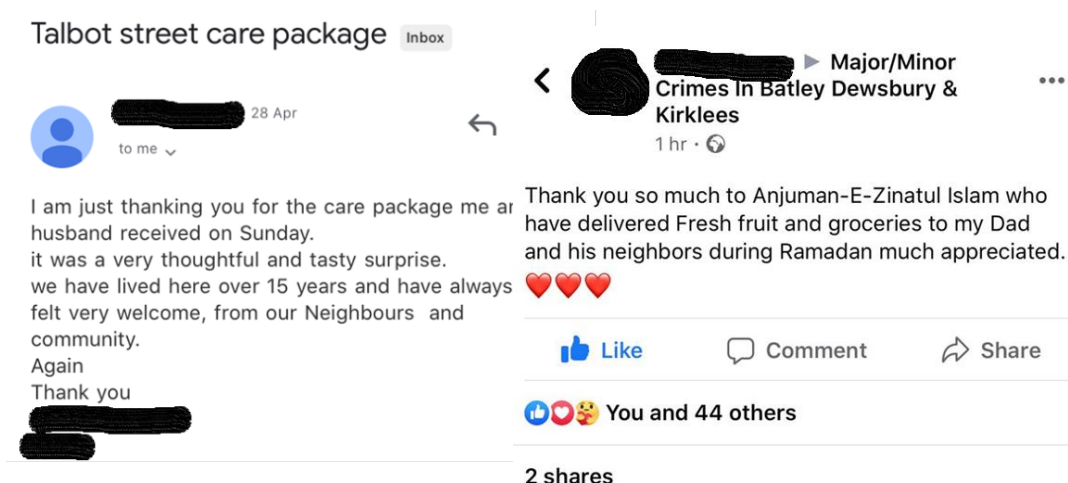 Talbot street care package Inbox
28 Apr
to me
I am just thanking you for the care package me
husband received on Sunday.
it was a very thoughtful and tasty surprise.
we have lived here over 15 years and have always
felt very welcome, from our Neighbours and
community.
Again
Thank you
Major/Minor
Crimes In Batley Dewsbury &
Kirklees
1 hr ·
Thank you so much to Anjuman-E-Zinatul Islam who
have delivered Fresh fruit and groceries to my Dad
and his neighbors during Ramadan much appreciated.
❤️❤️❤️
Like Comment Share
You and 44 others
2 shares